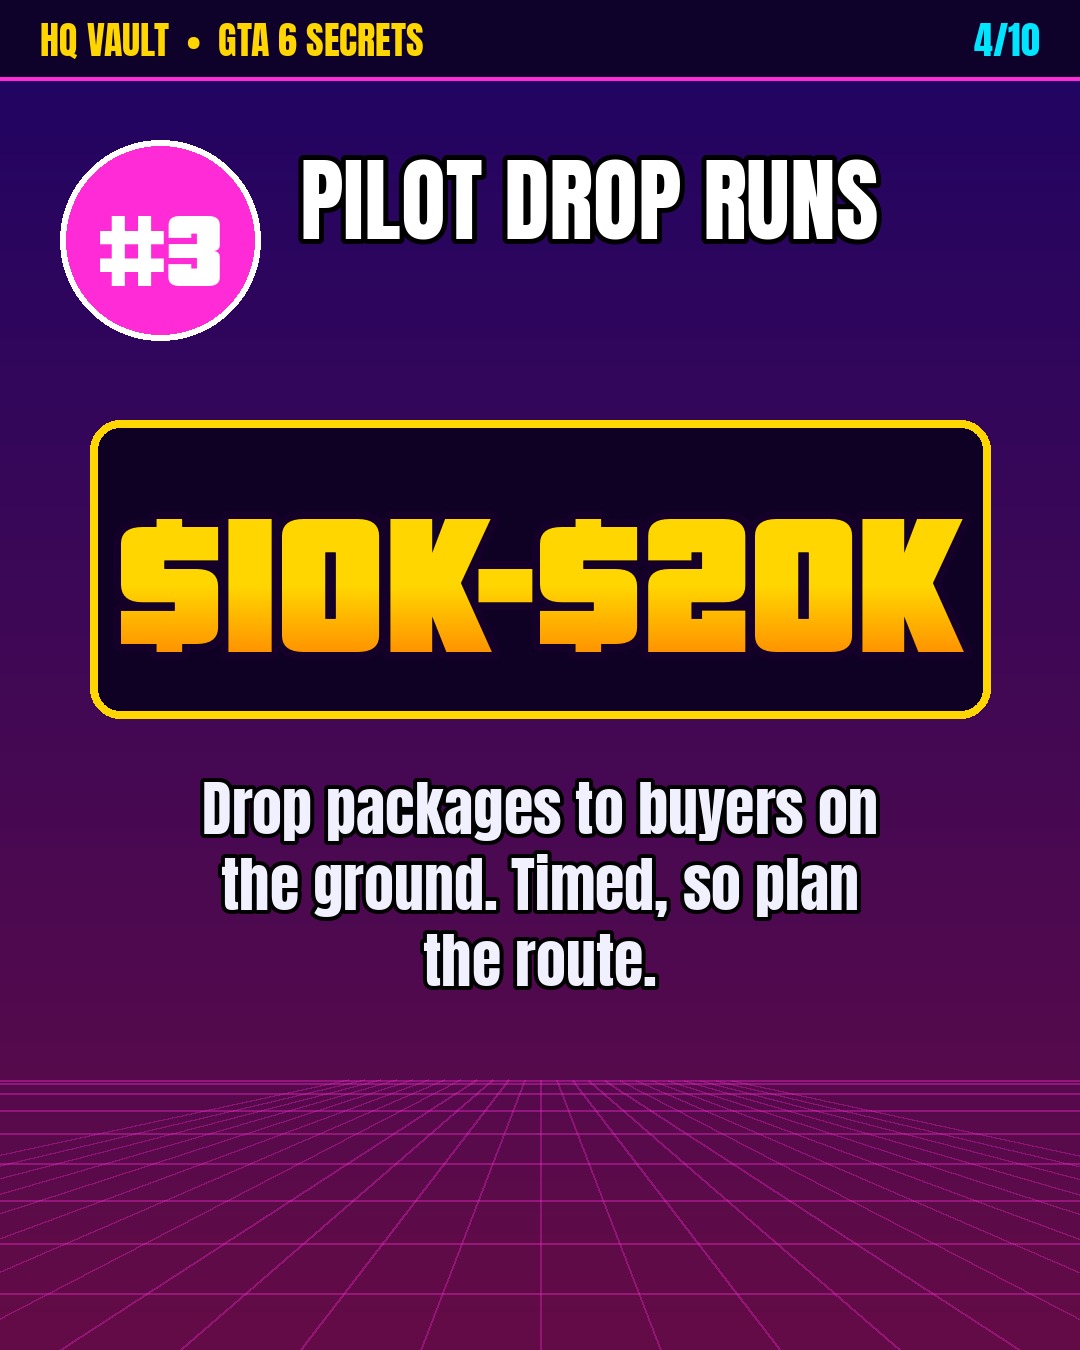 HQ VAULT • GTA 6 SECRETS
4/10
#3
PILOT DROP RUNS
$10K-$20K
Drop packages to buyers on
the ground. Timed, so plan
the route.